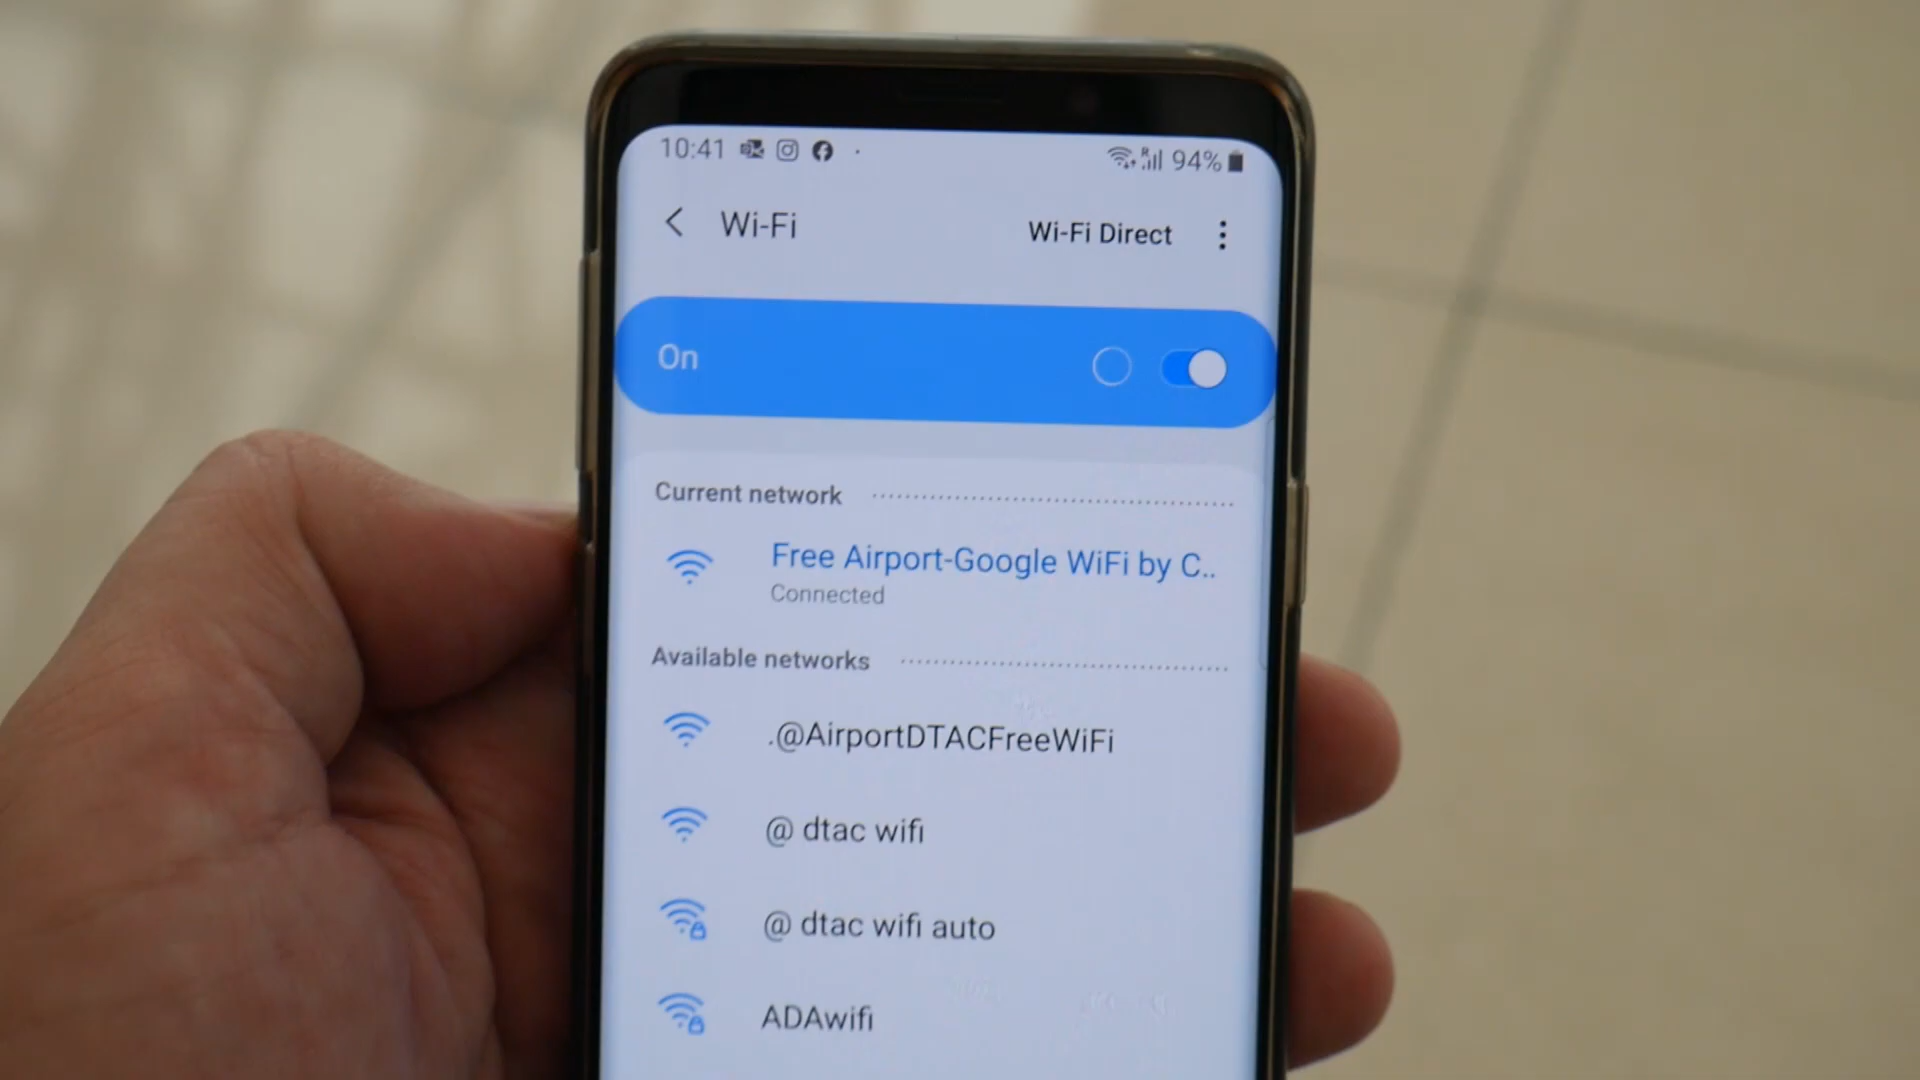 10:41 R 94%
Wi-Fi Wi-Fi Direct
On
Current network
Free Airport-Google WiFi by C..
Connected
Available networks
.@AirportDTACFreeWiFi
@ dtac wifi
@ dtac wifi auto
ADAwifi